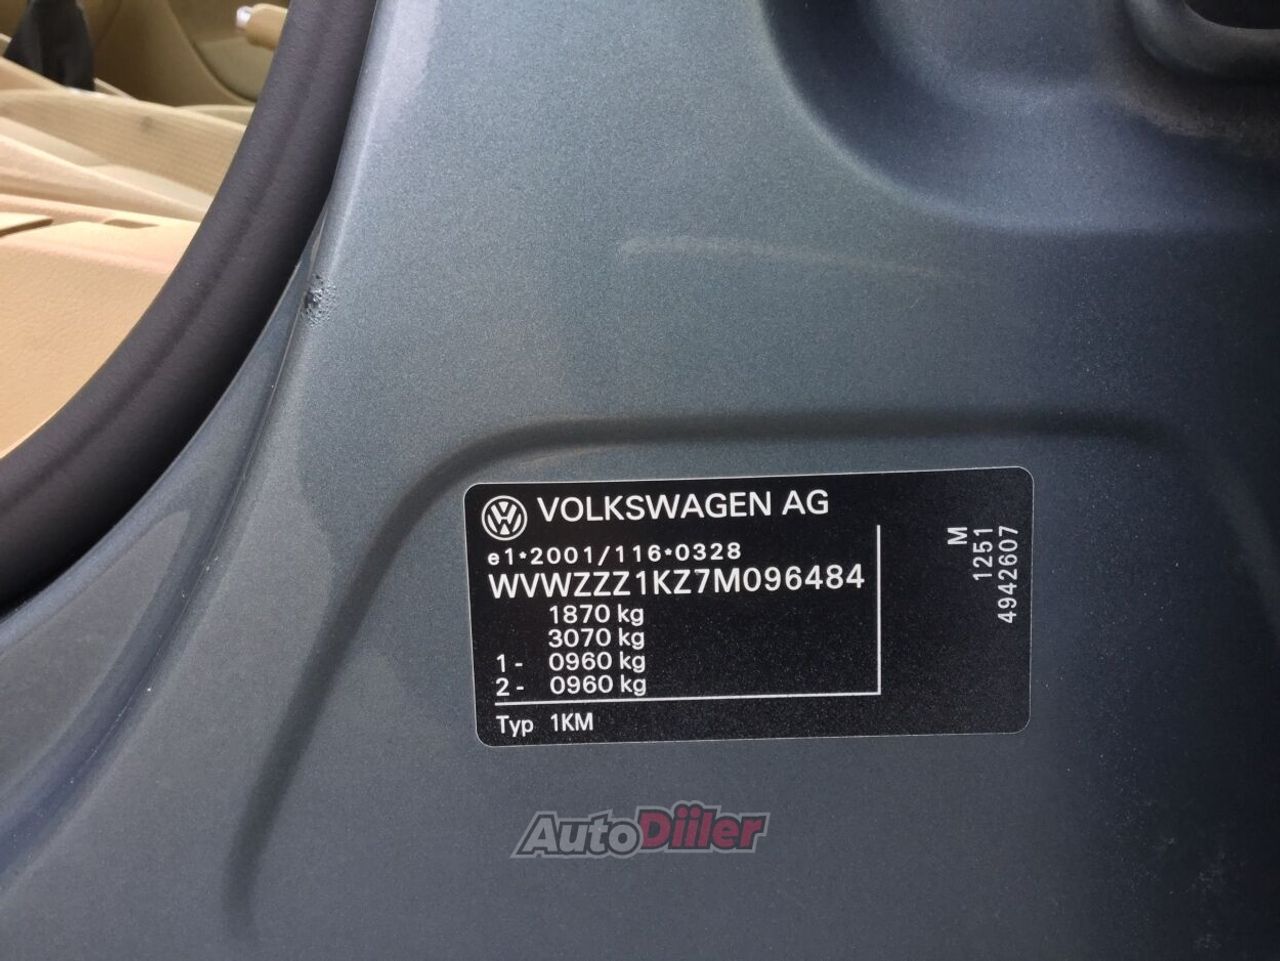 VOLKSWAGEN AG
e1*2001/116*0328
WVWZZZ1KZ7M096484
1870 kg
3070 kg
1- 0960 kg
2- 0960 kg
Typ 1KM
M
1251
4942607
AutoDiiler